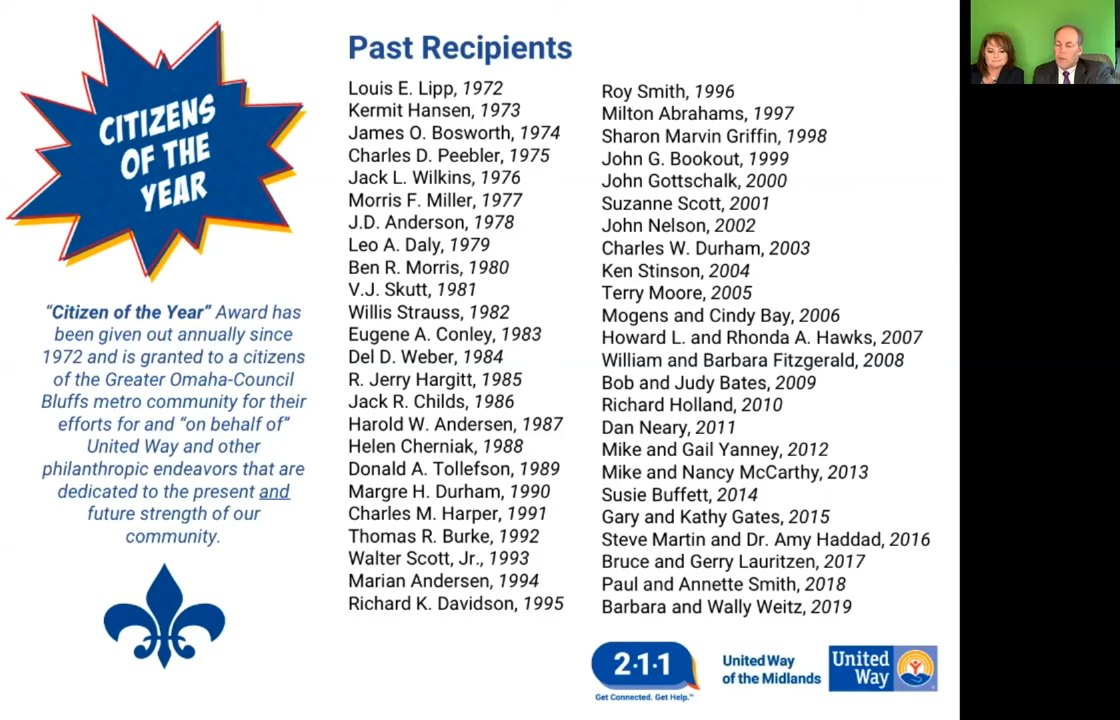 CITIZENS
OF THE
YEAR
“Citizen of the Year” Award has
been given out annually since
1972 and is granted to a citizens
of the Greater Omaha-Council
Bluffs metro community for their
efforts for and “on behalf of”
United Way and other
philanthropic endeavors that are
dedicated to the present and
future strength of our
community.
Past Recipients
Louis E. Lipp, 1972
Kermit Hansen, 1973
James O. Bosworth, 1974
Charles D. Peebler, 1975
Jack L. Wilkins, 1976
Morris F. Miller, 1977
J.D. Anderson, 1978
Leo A. Daly, 1979
Ben R. Morris, 1980
V.J. Skutt, 1981
Willis Strauss, 1982
Eugene A. Conley, 1983
Del D. Weber, 1984
R. Jerry Hargitt, 1985
Jack R. Childs, 1986
Harold W. Andersen, 1987
Helen Cherniak, 1988
Donald A. Tollefson, 1989
Margre H. Durham, 1990
Charles M. Harper, 1991
Thomas R. Burke, 1992
Walter Scott, Jr., 1993
Marian Andersen, 1994
Richard K. Davidson, 1995
Roy Smith, 1996
Milton Abrahams, 1997
Sharon Marvin Griffin, 1998
John G. Bookout, 1999
John Gottschalk, 2000
Suzanne Scott, 2001
John Nelson, 2002
Charles W. Durham, 2003
Ken Stinson, 2004
Terry Moore, 2005
Mogens and Cindy Bay, 2006
Howard L. and Rhonda A. Hawks, 2007
William and Barbara Fitzgerald, 2008
Bob and Judy Bates, 2009
Richard Holland, 2010
Dan Neary, 2011
Mike and Gail Yanney, 2012
Mike and Nancy McCarthy, 2013
Susie Buffett, 2014
Gary and Kathy Gates, 2015
Steve Martin and Dr. Amy Haddad, 2016
Bruce and Gerry Lauritzen, 2017
Paul and Annette Smith, 2018
Barbara and Wally Weitz, 2019
2·1·1
Get Connected. Get Help.™
United Way
of the Midlands
United
Way